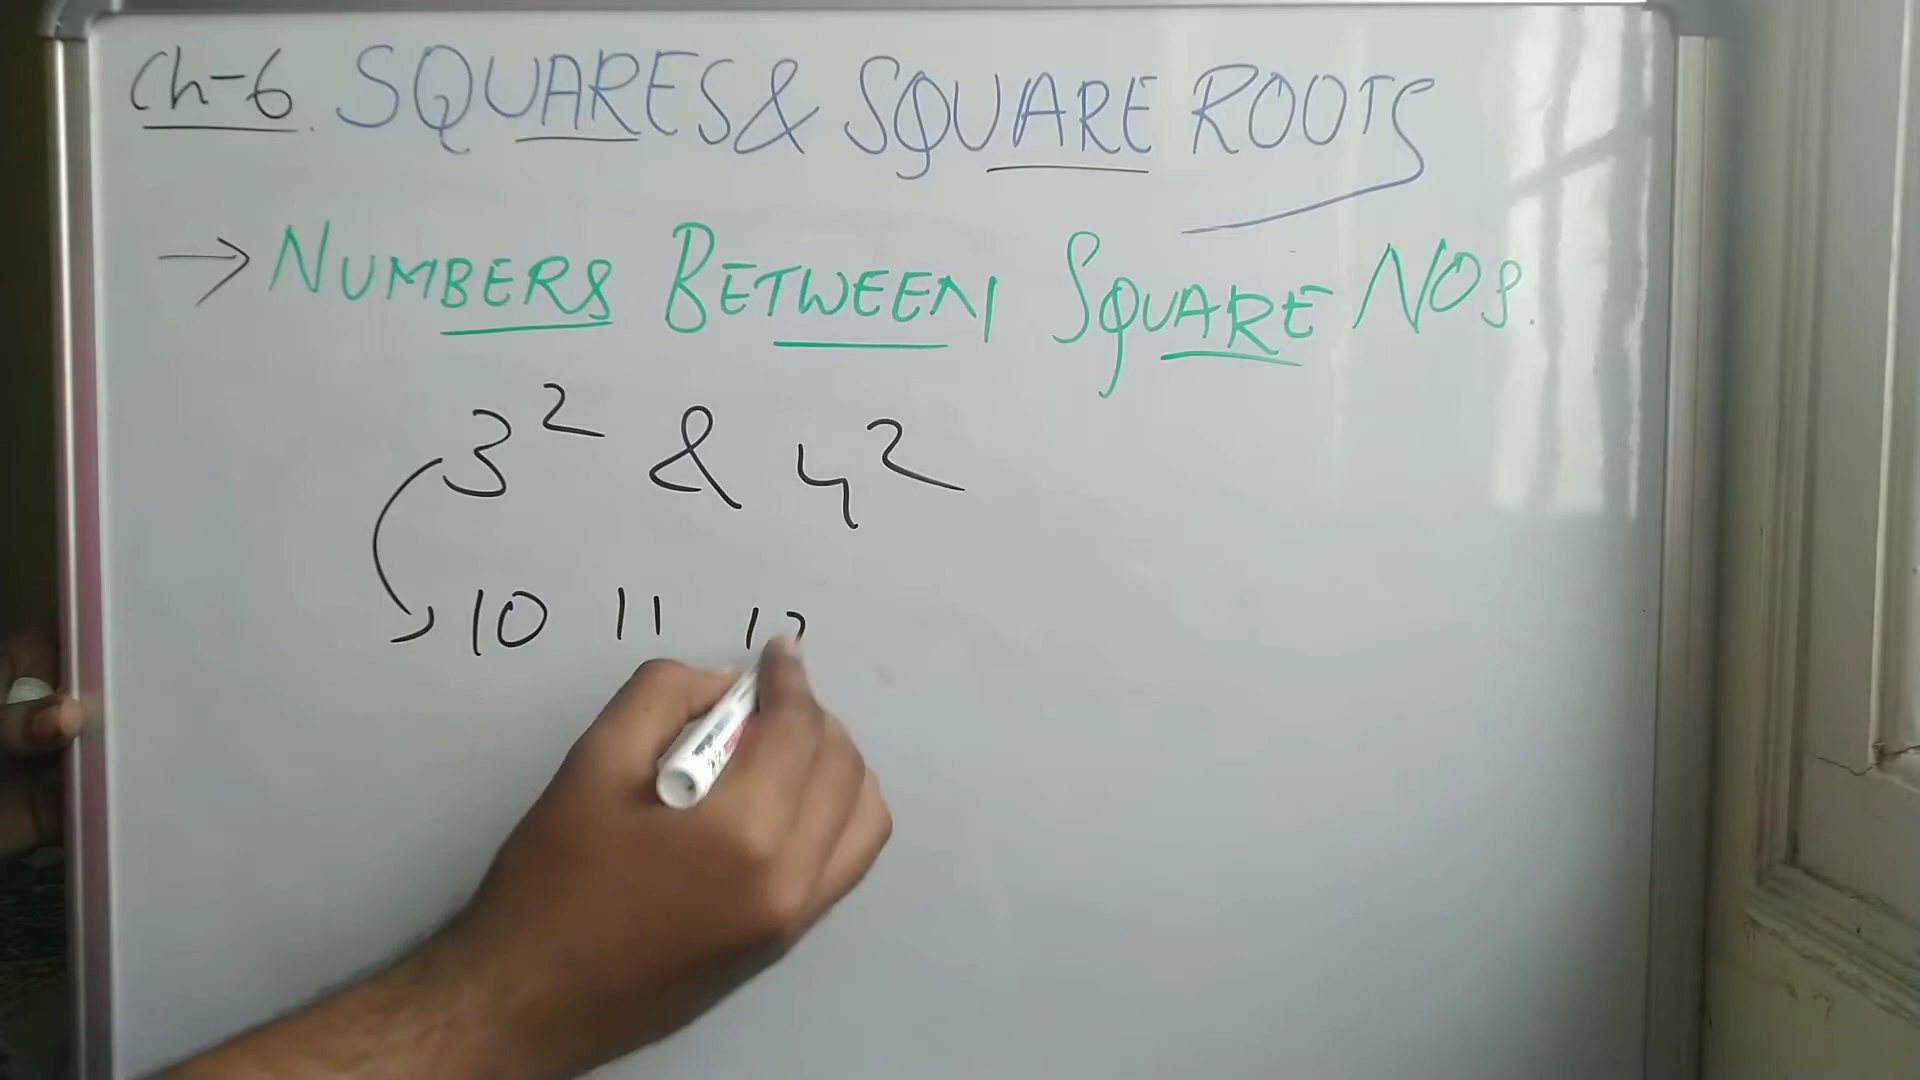 Ch-6. SQUARES & SQUARE ROOTS
→ NUMBERS BETWEEN SQUARE NOS.
3² & 4²
10 11 12